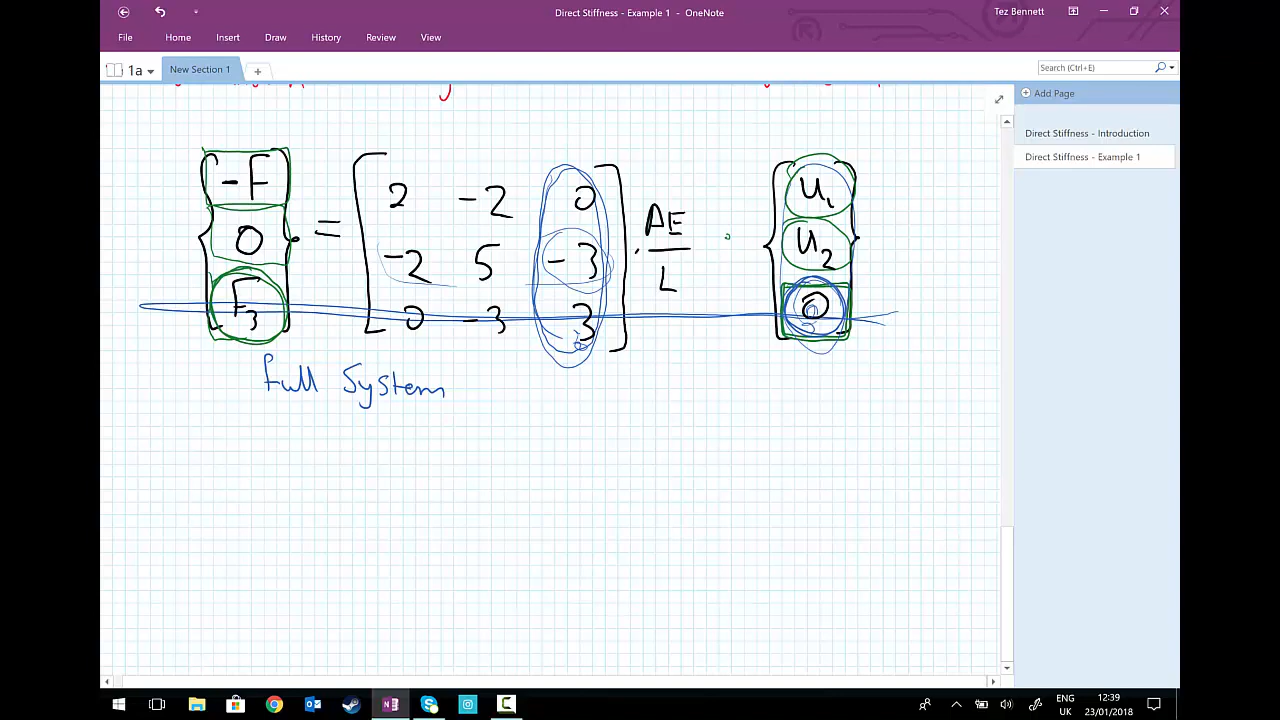 Direct Stiffness - Example 1 - OneNote
Tez Bennett
File Home Insert Draw History Review View
1a New Section 1 +
Search (Ctrl+E)
Add Page
Direct Stiffness - Introduction
Direct Stiffness - Example 1
-F 2 -2 0 U1
0 = -2 5 -3 · AE/L · U2
F3 0 -3 3 0
full System
ENG 12:39
UK 23/01/2018